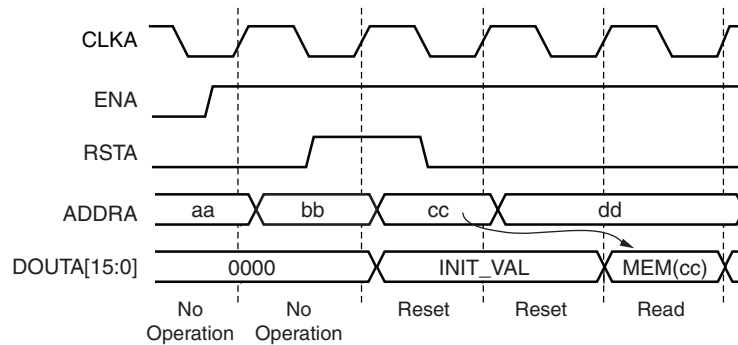 CLKA
ENA
RSTA
ADDRA aa bb cc dd
DOUTA[15:0] 0000 INIT_VAL MEM(cc)
No Operation No Operation Reset Reset Read